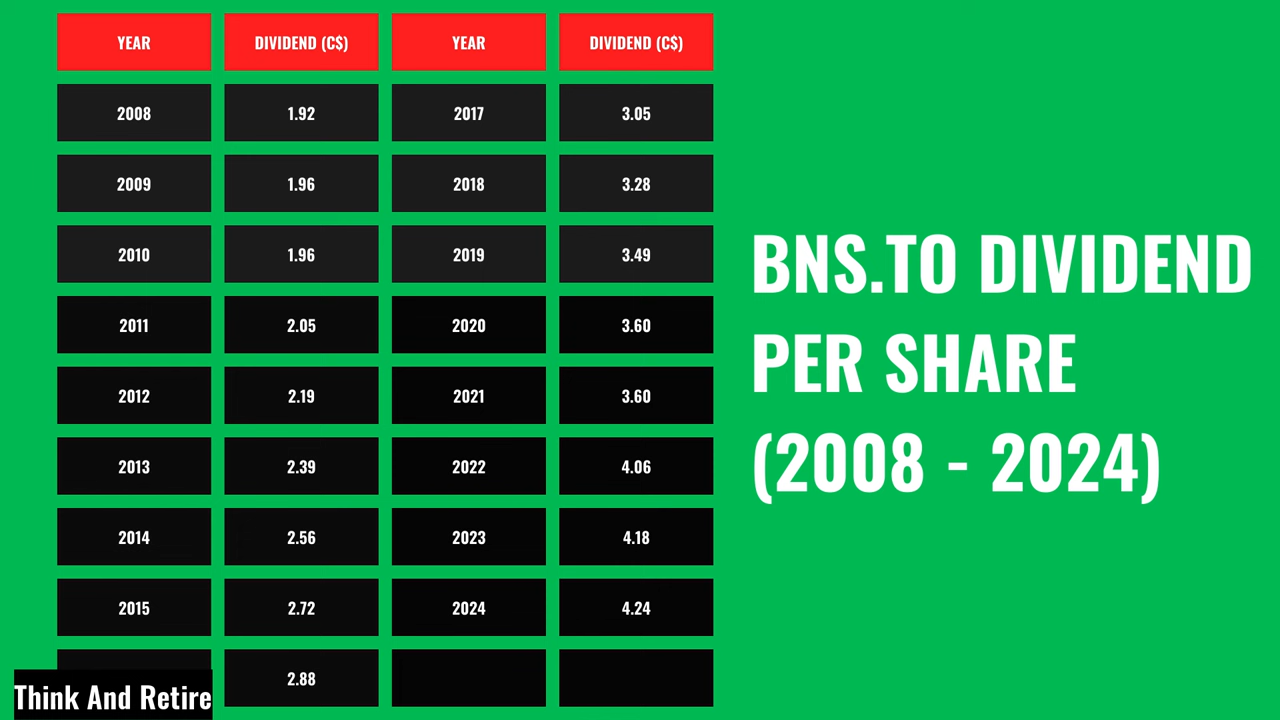 YEAR DIVIDEND (C$) YEAR DIVIDEND (C$)
2008 1.92 2017 3.05
2009 1.96 2018 3.28
2010 1.96 2019 3.49
2011 2.05 2020 3.60
2012 2.19 2021 3.60
2013 2.39 2022 4.06
2014 2.56 2023 4.18
2015 2.72 2024 4.24
2.88
Think And Retire
BNS.TO DIVIDEND
PER SHARE
(2008 - 2024)